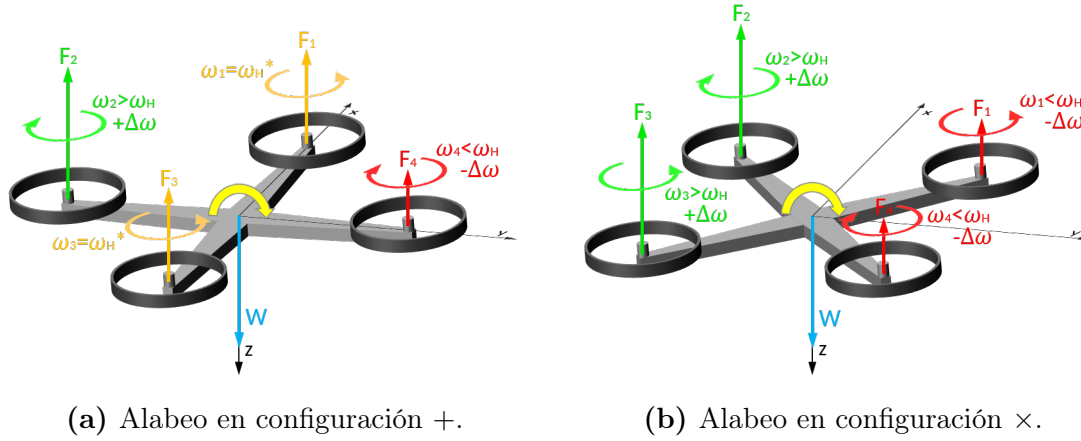 F₂
F₁
ω₁=ωH*
ω₂>ωH
+Δω
F₃
F₄
ω₄<ωH
-Δω
ω₃=ωH*
x
y
W
z
F₂
ω₂>ωH
+Δω
F₃
F₁
ω₁<ωH
-Δω
x
ω₃>ωH
+Δω
ω₄<ωH
-Δω
y
W
z
(a) Alabeo en configuración +.
(b) Alabeo en configuración ×.